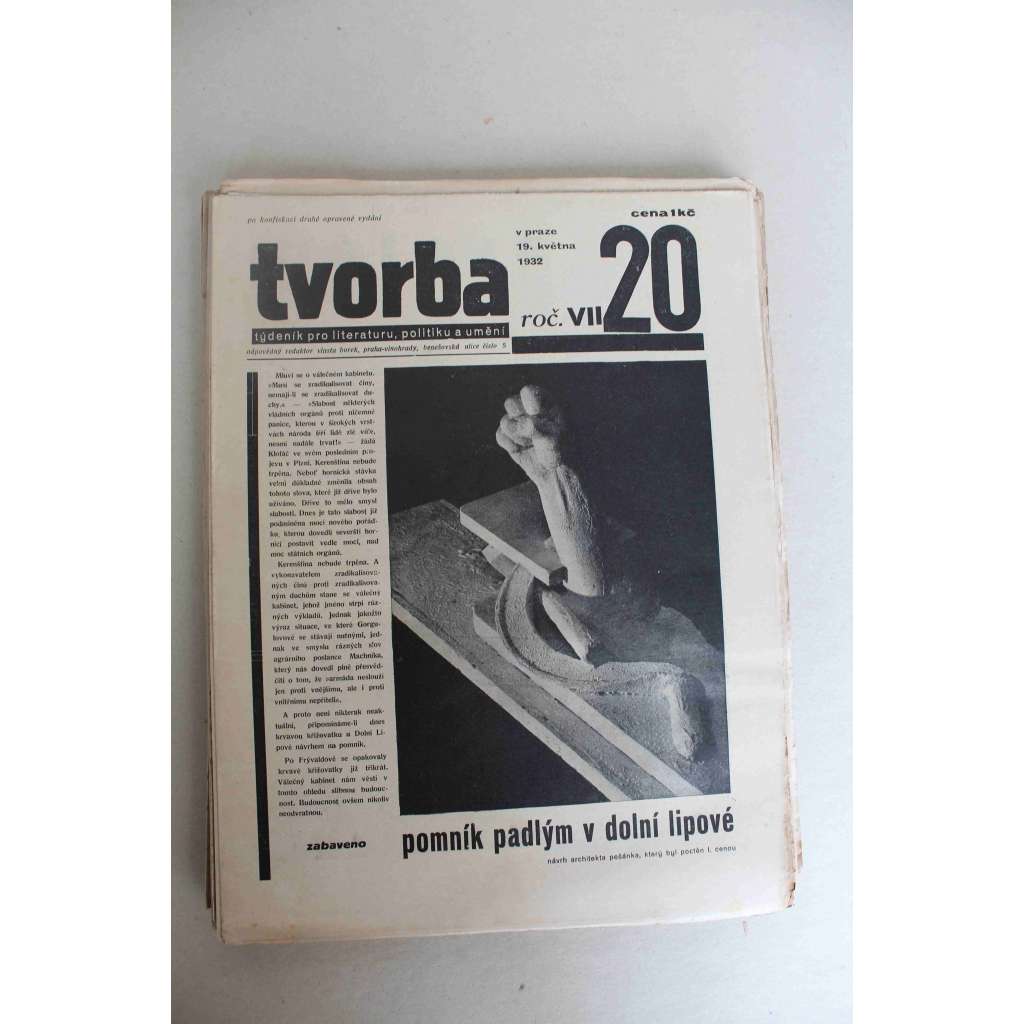 po konfiskaci druhé opravené vydání
cena 1 kč
v praze
19. května
1932
tvorba
roč. VII 20
týdeník pro literaturu, politiku a umění
odpovědný redaktor vlasta borek, praha-vinohrady, benešovská ulice číslo 5
Mluví se o válečném kabinetu.
»Musí se zradikalisovat činy,
nemají-li se zradikalisovat du-
chy.« — »Slabost některých
vládních orgánů proti ničemné
panice, kterou v širokých vrst-
vách národa šíří lidé zlé vůle,
nesmí nadále trvat!« — žádá
Klofáč ve svém posledním pro-
jevu v Plzni. Kerenština nebude
trpěna. Neboť hornická stávka
velmi důkladně změnila obsah
tohoto slova, které již dříve bylo
užíváno. Dříve to mělo smysl
slabosti. Dnes je tato slabost již
podmíněna mocí nového pořád-
ku, kterou dovedli severští hor-
níci postavit vedle moci, nad
moc státních orgánů.
Kerenština nebude trpěna. A
vykonavatelem zradikalisova-
ných činů proti zradikalisova-
ným duchům stane se válečný
kabinet, jehož jméno strpí růz-
ných výkladů. Jednak jakožto
výraz situace, ve které Gorgu-
lovové se stávají nutnými, jed-
nak ve smyslu rázných slov
agrárního poslance Machníka,
který nás dovedl plně přesvěd-
čiti o tom, že »armáda neslouží
jen proti vnějšímu, ale i proti
vnitřnímu nepříteli«.
A proto není nikterak neak-
tuální, připomínáme-li dnes
krvavou křižovatku u Dolní Li-
pové návrhem na pomník.
Po Frývaldově se opakovaly
krvavé křižovatky již třikrát.
Válečný kabinet nám věstí v
tomto ohledu slibnou budouc-
nost. Budoucnost ovšem nikoliv
neodvratnou.
zabaveno
pomník padlým v dolní lipové
návrh architekta pešánka, který byl poctěn I. cenou